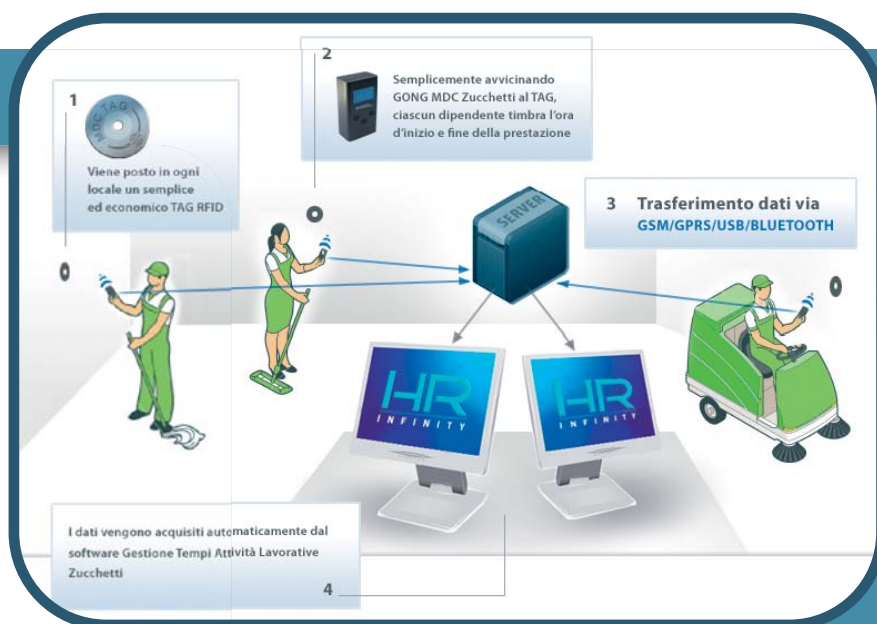 1
MDC TAG
Viene posto in ogni
locale un semplice
ed economico TAG RFID
2
Semplicemente avvicinando
GONG MDC Zucchetti al TAG,
ciascun dipendente timbra l'ora
d'inizio e fine della prestazione
SERVER
3 Trasferimento dati via
GSM/GPRS/USB/BLUETOOTH
HR
INFINITY
HR
INFINITY
I dati vengono acquisiti automaticamente dal
software Gestione Tempi Attività Lavorative
Zucchetti
4